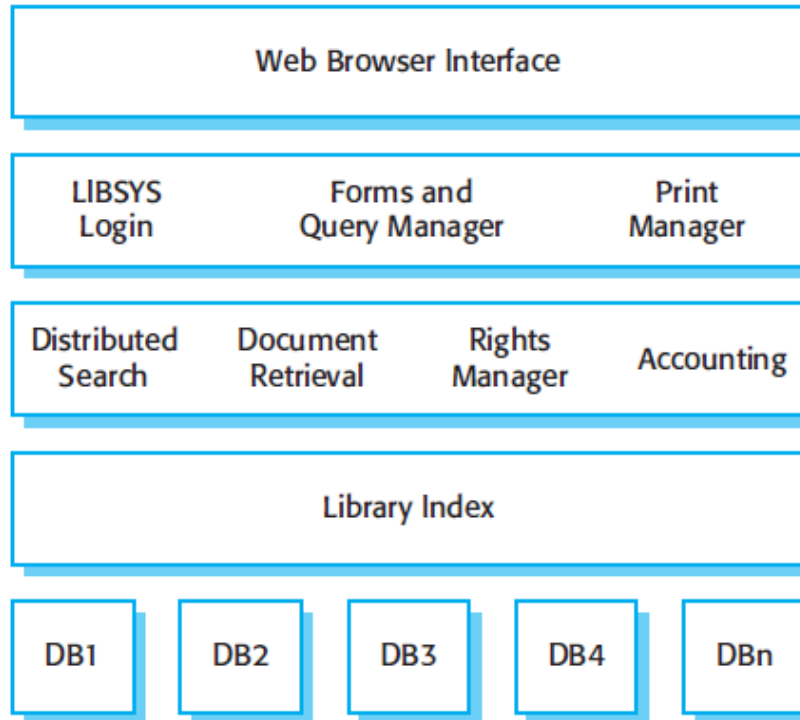 Web Browser Interface
LIBSYS
Login
Forms and
Query Manager
Print
Manager
Distributed
Search
Document
Retrieval
Rights
Manager
Accounting
Library Index
DB1
DB2
DB3
DB4
DBn